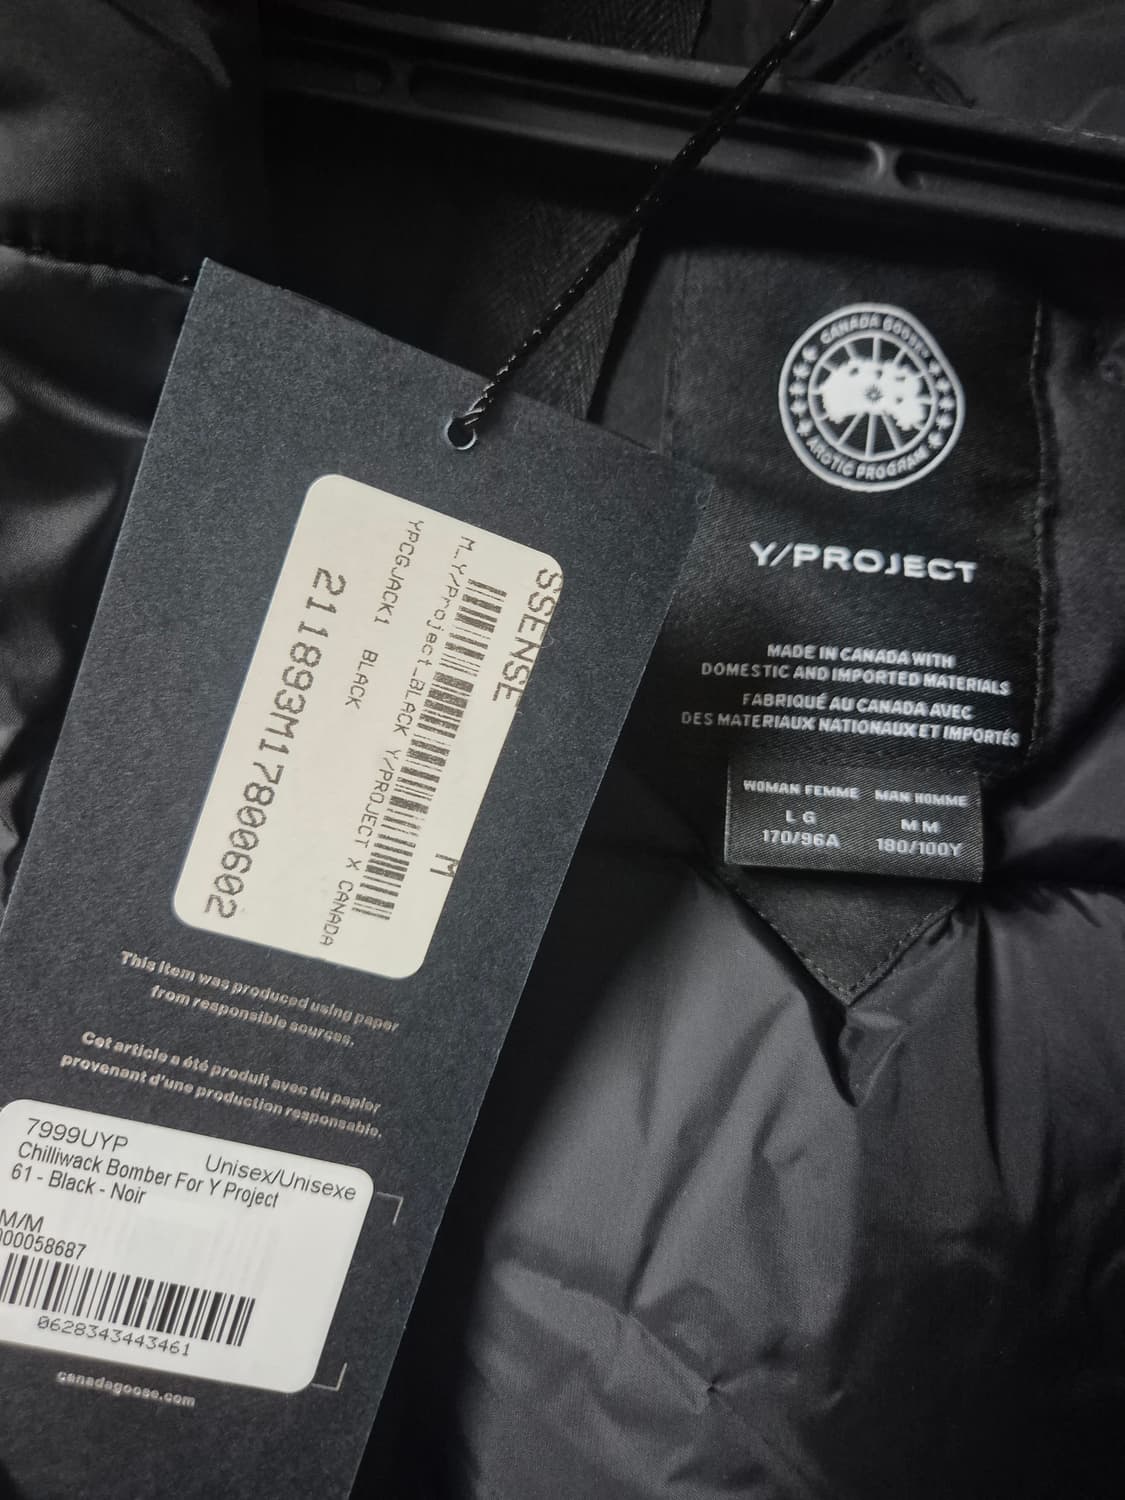 SSENSE
M
M_Y/Project_BLACK Y/PROJECT X CANADA
YPCGJACK1 BLACK
211893M17800602
This item was produced using paper
from responsible sources.
Cet article a été produit avec du papier
provenant d'une production responsable.
7999UYP
Unisex/Unisexe
Chilliwack Bomber For Y Project
61 - Black - Noir
M/M
00058687
0628343443461
canadagoose.com
CANADA GOOSE
ARCTIC PROGRAM
Y/PROJECT
MADE IN CANADA WITH
DOMESTIC AND IMPORTED MATERIALS
FABRIQUÉ AU CANADA AVEC
DES MATERIAUX NATIONAUX ET IMPORTÉS
WOMAN FEMME MAN HOMME
L G M M
170/96A 180/100Y